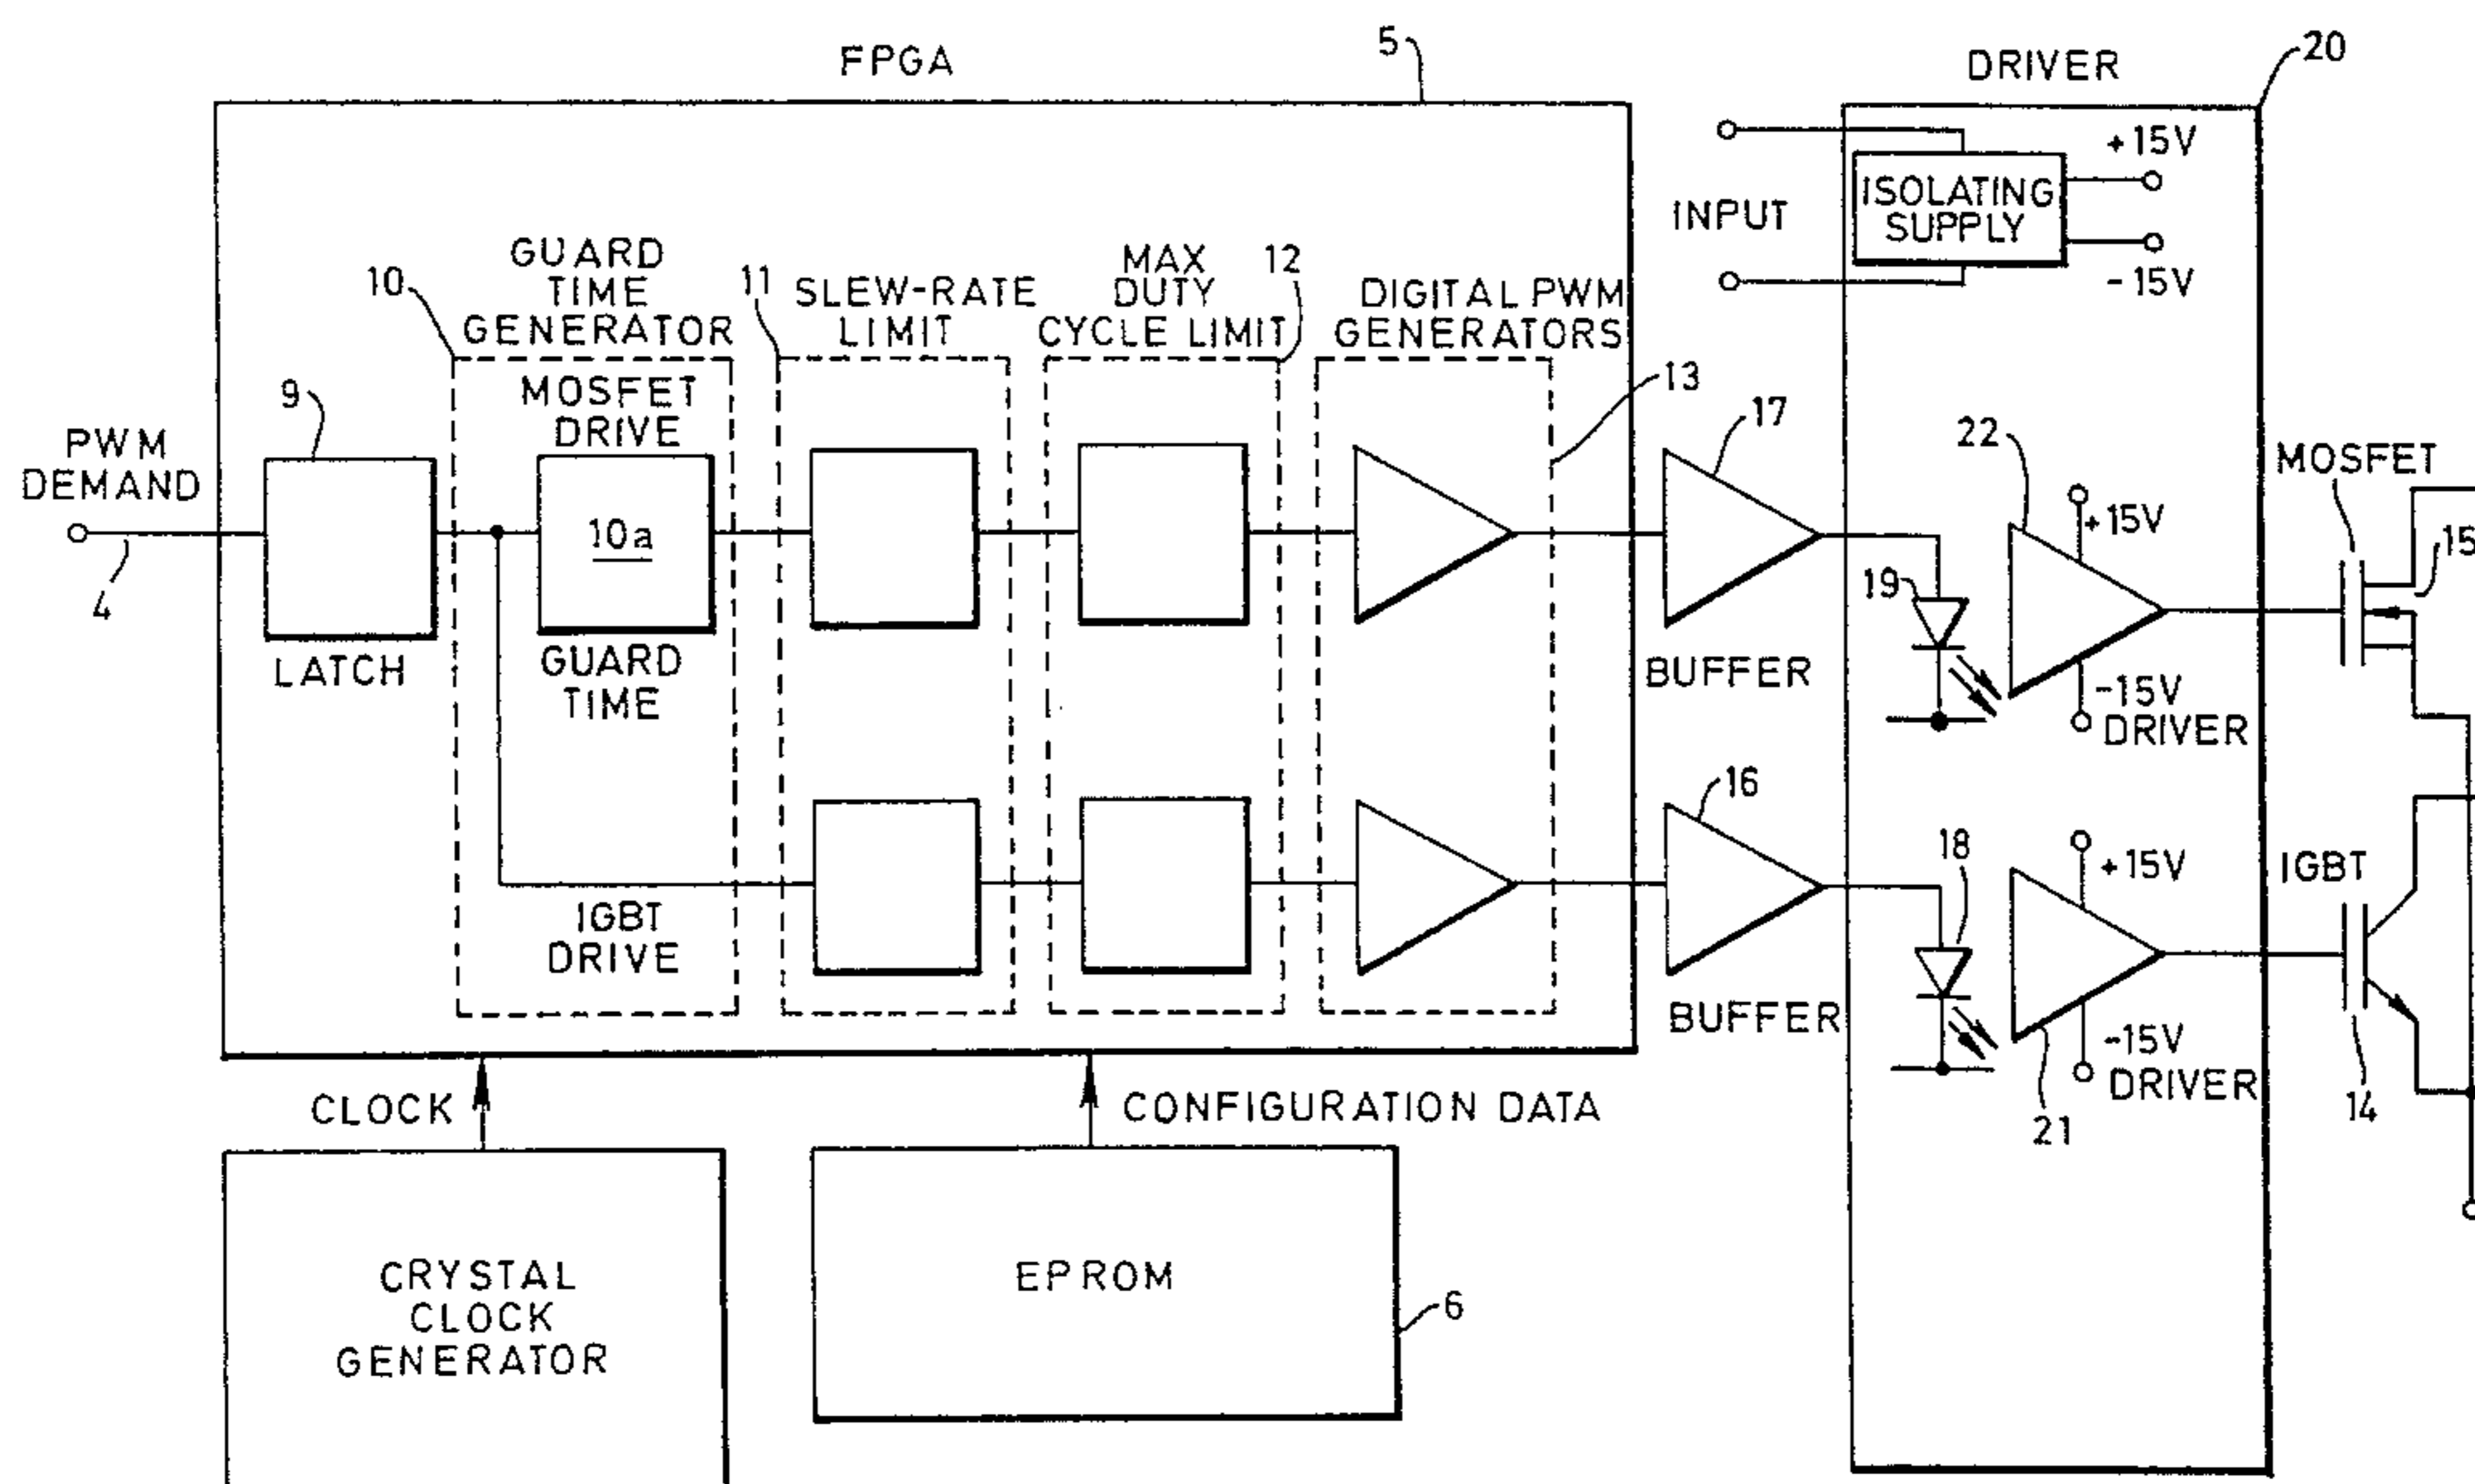 FPGA
5
DRIVER
20
+15V
ISOLATING
SUPPLY
INPUT
-15V
10
GUARD
TIME
GENERATOR
11
SLEW-RATE
LIMIT
MAX
DUTY
CYCLE LIMIT
12
DIGITAL PWM
GENERATORS
13
9
MOSFET
DRIVE
17
22
MOSFET
PWM
DEMAND
10a
+15V
15
4
19
LATCH
GUARD
TIME
BUFFER
-15V
DRIVER
16
18
+15V
IGBT
IGBT
DRIVE
BUFFER
-15V
DRIVER
21
14
CLOCK
CONFIGURATION DATA
CRYSTAL
CLOCK
GENERATOR
EPROM
6